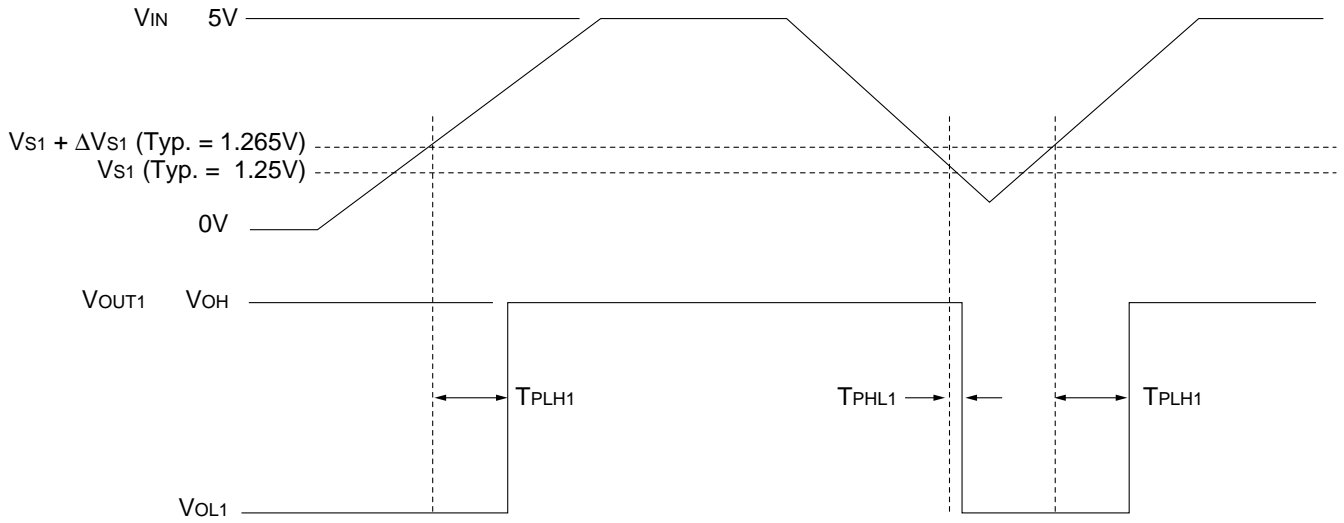 VIN 5V
VS1 + ΔVS1 (Typ. = 1.265V)
VS1 (Typ. = 1.25V)
0V
VOUT1 VOH
TPLH1 TPHL1 TPLH1
VOL1